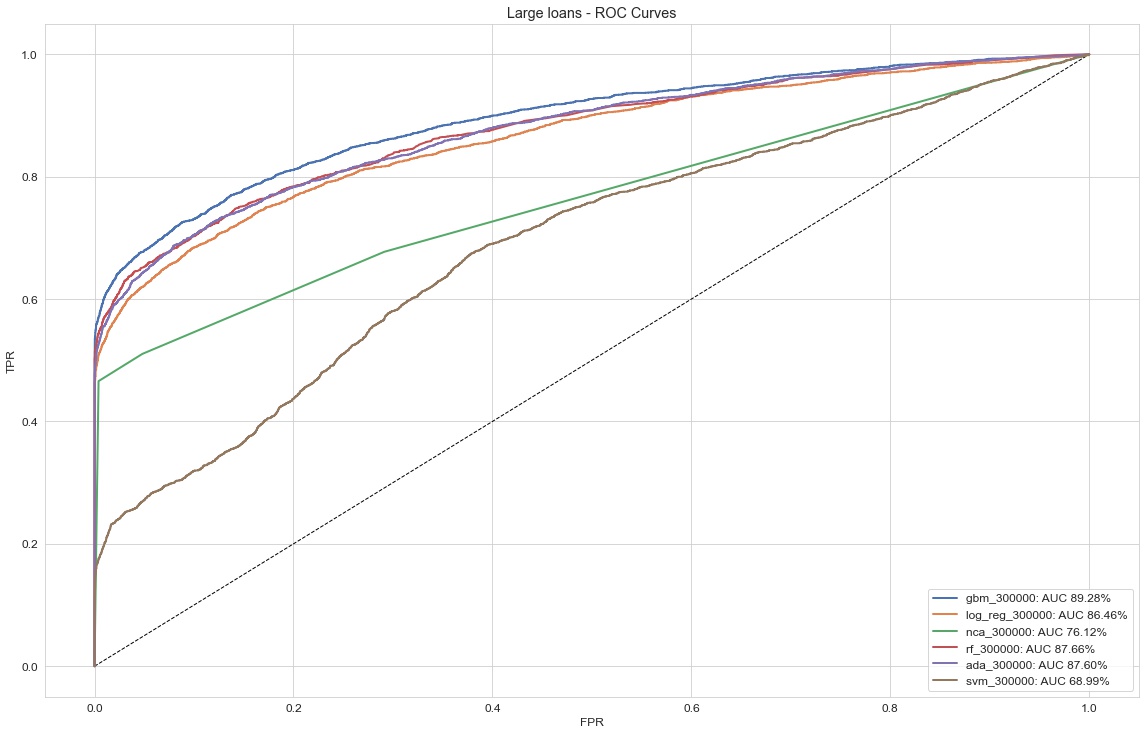 Large loans - ROC Curves
1.0
0.8
0.6
0.4
0.2
0.0
TPR
0.0 0.2 0.4 0.6 0.8 1.0
FPR
gbm_300000: AUC 89.28%
log_reg_300000: AUC 86.46%
nca_300000: AUC 76.12%
rf_300000: AUC 87.66%
ada_300000: AUC 87.60%
svm_300000: AUC 68.99%